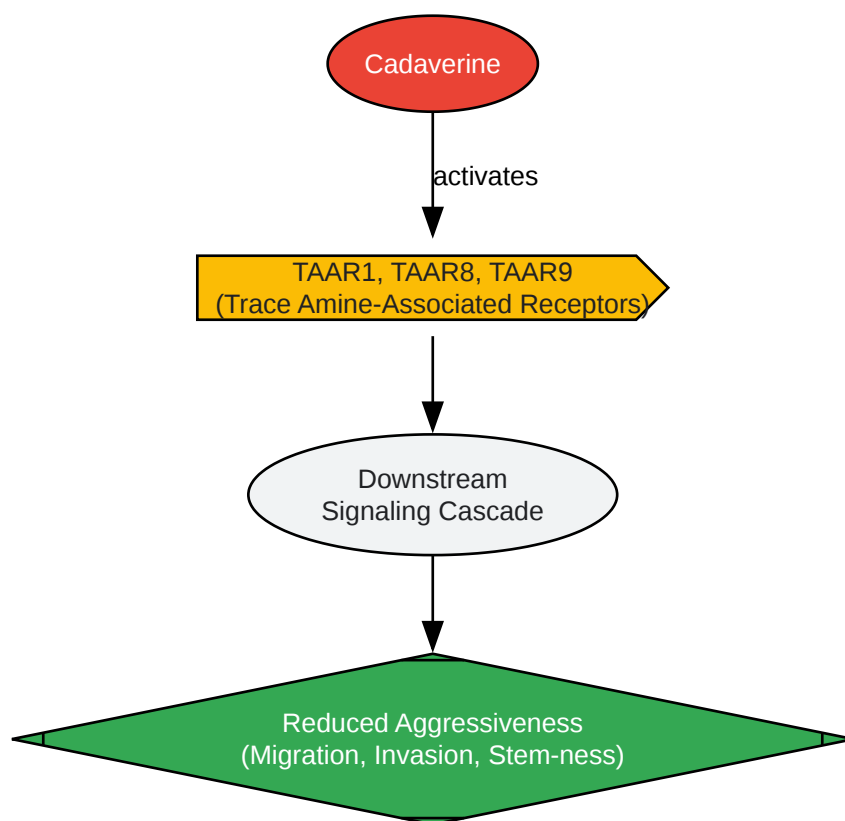 Cadaverine
activates
TAAR1, TAAR8, TAAR9
(Trace Amine-Associated Receptors)
Downstream
Signaling Cascade
Reduced Aggressiveness
(Migration, Invasion, Stem-ness)